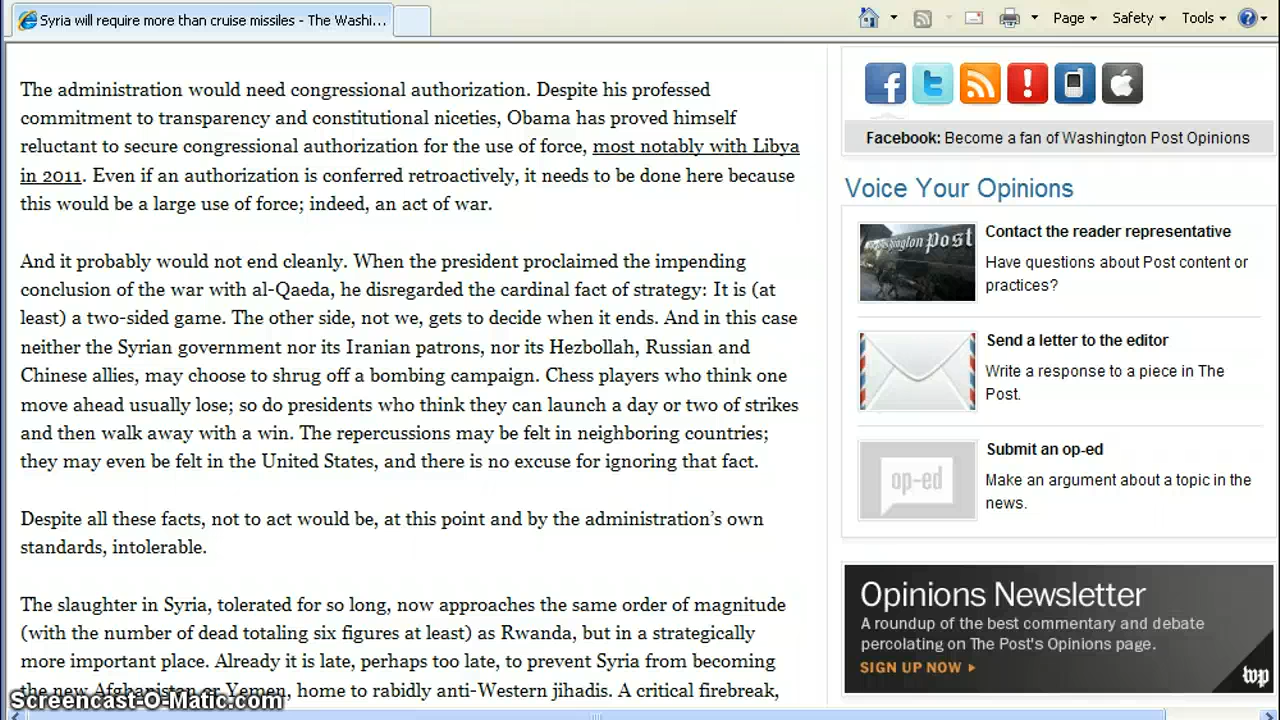 Syria will require more than cruise missiles - The Washi...
Page
Safety
Tools
The administration would need congressional authorization. Despite his professed
commitment to transparency and constitutional niceties, Obama has proved himself
reluctant to secure congressional authorization for the use of force, most notably with Libya
in 2011. Even if an authorization is conferred retroactively, it needs to be done here because
this would be a large use of force; indeed, an act of war.
And it probably would not end cleanly. When the president proclaimed the impending
conclusion of the war with al-Qaeda, he disregarded the cardinal fact of strategy: It is (at
least) a two-sided game. The other side, not we, gets to decide when it ends. And in this case
neither the Syrian government nor its Iranian patrons, nor its Hezbollah, Russian and
Chinese allies, may choose to shrug off a bombing campaign. Chess players who think one
move ahead usually lose; so do presidents who think they can launch a day or two of strikes
and then walk away with a win. The repercussions may be felt in neighboring countries;
they may even be felt in the United States, and there is no excuse for ignoring that fact.
Despite all these facts, not to act would be, at this point and by the administration's own
standards, intolerable.
The slaughter in Syria, tolerated for so long, now approaches the same order of magnitude
(with the number of dead totaling six figures at least) as Rwanda, but in a strategically
more important place. Already it is late, perhaps too late, to prevent Syria from becoming
the new Afghanistan or Yemen, home to rabidly anti-Western jihadis. A critical firebreak,
Screencast-O-Matic.com
Facebook: Become a fan of Washington Post Opinions
Voice Your Opinions
Washington Post
Contact the reader representative
Have questions about Post content or
practices?
Send a letter to the editor
Write a response to a piece in The
Post.
op-ed
Submit an op-ed
Make an argument about a topic in the
news.
Opinions Newsletter
A roundup of the best commentary and debate
percolating on The Post's Opinions page.
SIGN UP NOW
wp